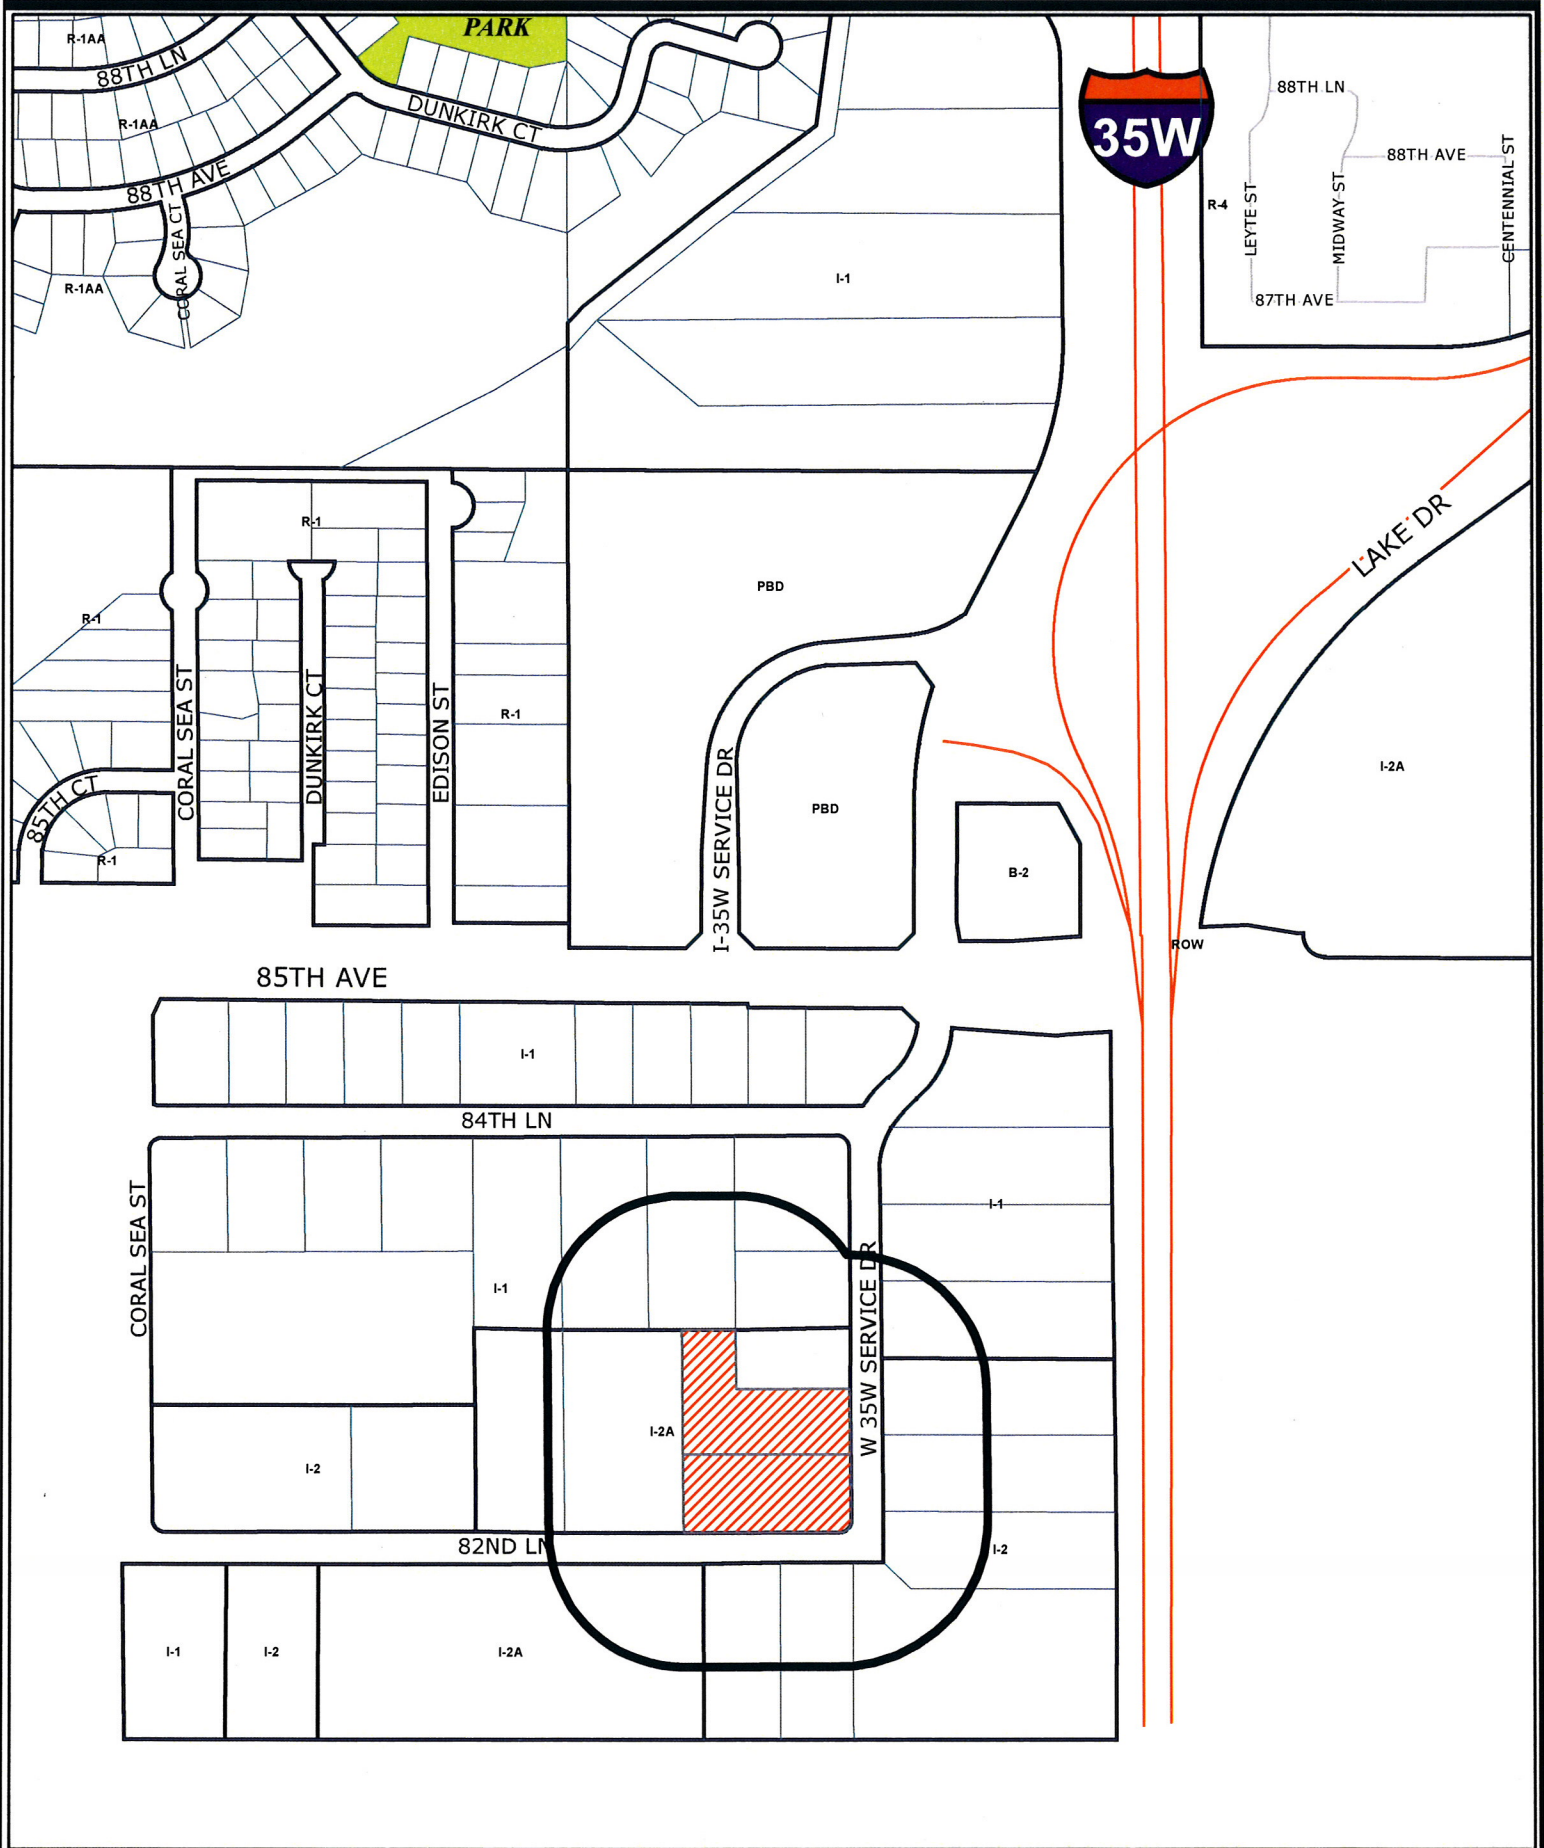 PARK
R-1AA
88TH LN
35W
88TH LN
DUNKIRK CT
R-1AA
88TH AVE
CENTENNIAL ST
88TH AVE
R-4
LEYTE ST
MIDWAY ST
CORAL SEA CT
I-1
R-1AA
87TH AVE
R-1
LAKE DR
PBD
R-1
CORAL SEA ST
DUNKIRK CT
EDISON ST
R-1
I-2A
85TH CT
I-35W SERVICE DR
PBD
R-1
B-2
ROW
85TH AVE
I-1
84TH LN
CORAL SEA ST
I-1
I-1
W 35W SERVICE DR
I-2A
I-2
82ND LN
I-2
I-1
I-2
I-2A